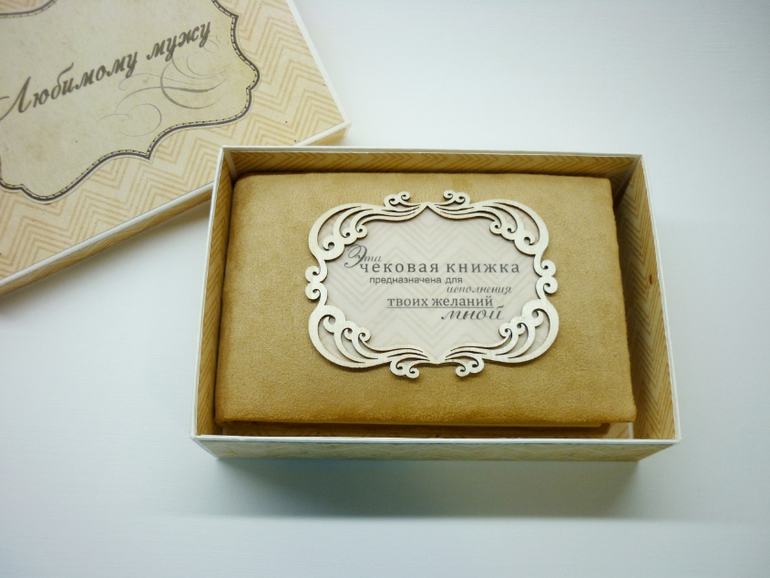 Любимому мужу
Эта
чековая книжка
предназначена для
исполнения
твоих желаний
мной